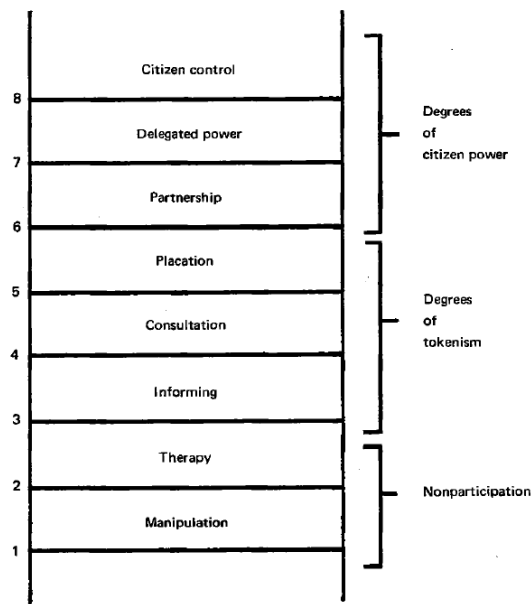 Citizen control
8
Delegated power
7
Partnership
6
Placation
5
Consultation
4
Informing
3
Therapy
2
Manipulation
1
Degrees
of
citizen power
Degrees
of
tokenism
Nonparticipation